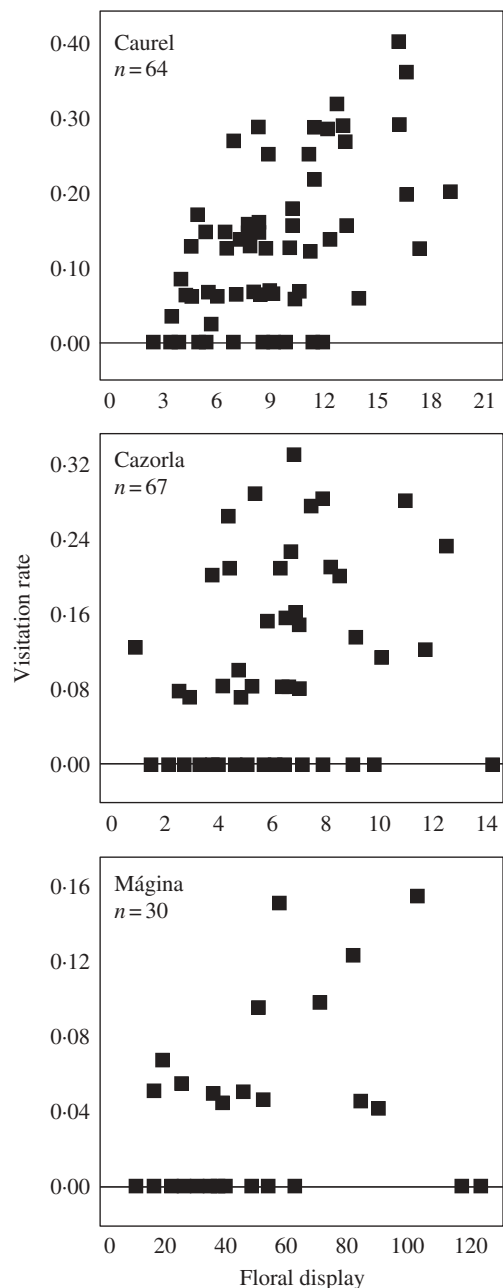 Caurel
n = 64
0·40
0·30
0·20
0·10
0·00
0 3 6 9 12 15 18 21
Cazorla
n = 67
0·32
0·24
0·16
0·08
0·00
0 2 4 6 8 10 12 14
Visitation rate
Mágina
n = 30
0·16
0·12
0·08
0·04
0·00
0 20 40 60 80 100 120
Floral display